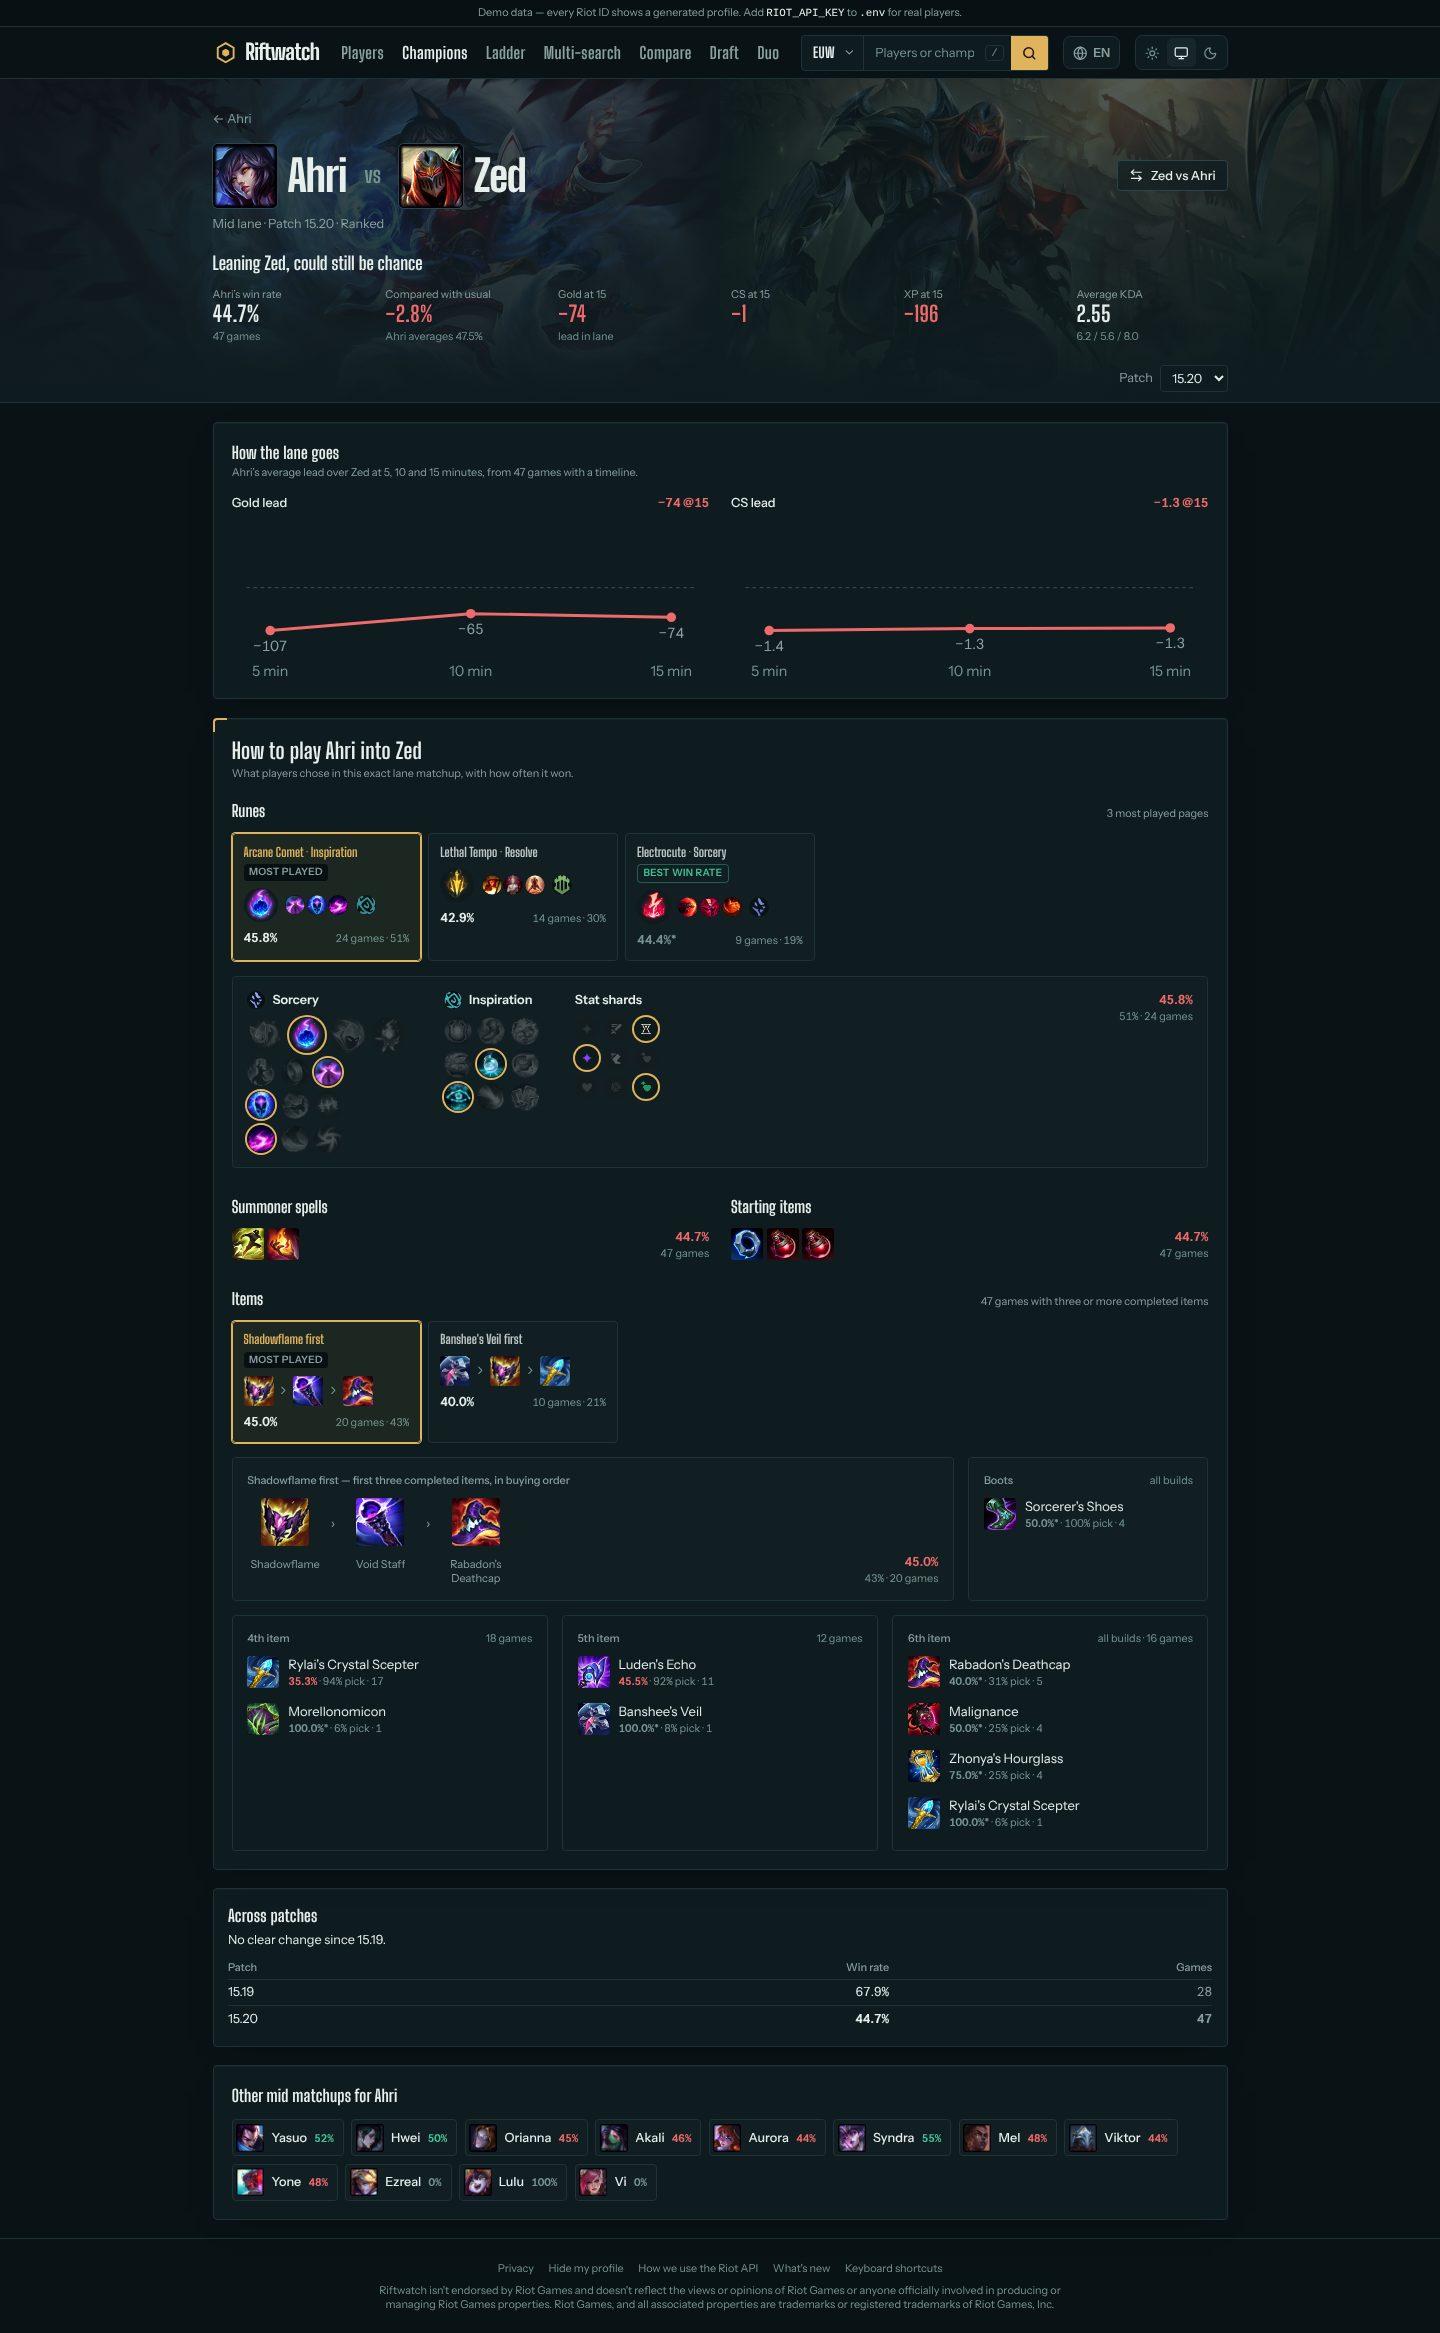 Demo data — every Riot ID shows a generated profile. Add RIOT_API_KEY to .env for real players.
Riftwatch Players Champions Ladder Multi-search Compare Draft Duo EUW Players or champ / EN
← Ahri
Ahri VS Zed
Zed vs Ahri
Mid lane · Patch 15.20 · Ranked
Leaning Zed, could still be chance
Ahri's win rate Compared with usual Gold at 15 CS at 15 XP at 15 Average KDA
44.7% −2.8% −74 −1 −196 2.55
47 games Ahri averages 47.5% lead in lane 6.2 / 5.6 / 8.0
Patch 15.20
How the lane goes
Ahri's average lead over Zed at 5, 10 and 15 minutes, from 47 games with a timeline.
Gold lead −74 @15 CS lead −1.3 @15
−107 −65 −74 −1.4 −1.3 −1.3
5 min 10 min 15 min 5 min 10 min 15 min
How to play Ahri into Zed
What players chose in this exact lane matchup, with how often it won.
Runes 3 most played pages
Arcane Comet · Inspiration
MOST PLAYED
45.8% 24 games · 51%
Lethal Tempo · Resolve
42.9% 14 games · 30%
Electrocute · Sorcery
BEST WIN RATE
44.4%* 9 games · 19%
Sorcery Inspiration Stat shards 45.8%
51% · 24 games
Summoner spells Starting items
44.7% 44.7%
47 games 47 games
Items 47 games with three or more completed items
Shadowflame first
MOST PLAYED
45.0% 20 games · 43%
Banshee's Veil first
40.0% 10 games · 21%
Shadowflame first — first three completed items, in buying order
Shadowflame › Void Staff › Rabadon's
Deathcap
45.0%
43% · 20 games
Boots all builds
Sorcerer's Shoes
50.0%* · 100% pick · 4
4th item 18 games
Rylai's Crystal Scepter
35.3% · 94% pick · 17
Morellonomicon
100.0%* · 6% pick · 1
5th item 12 games
Luden's Echo
45.5% · 92% pick · 11
Banshee's Veil
100.0%* · 8% pick · 1
6th item all builds · 16 games
Rabadon's Deathcap
40.0%* · 31% pick · 5
Malignance
50.0%* · 25% pick · 4
Zhonya's Hourglass
75.0%* · 25% pick · 4
Rylai's Crystal Scepter
100.0%* · 6% pick · 1
Across patches
No clear change since 15.19.
Patch Win rate Games
15.19 67.9% 28
15.20 44.7% 47
Other mid matchups for Ahri
Yasuo 52% Hwei 50% Orianna 45% Akali 46% Aurora 44% Syndra 55% Mel 48% Viktor 44%
Yone 48% Ezreal 0% Lulu 100% Vi 0%
Privacy Hide my profile How we use the Riot API What's new Keyboard shortcuts
Riftwatch isn't endorsed by Riot Games and doesn't reflect the views or opinions of Riot Games or anyone officially involved in producing or
managing Riot Games properties. Riot Games, and all associated properties are trademarks or registered trademarks of Riot Games, Inc.